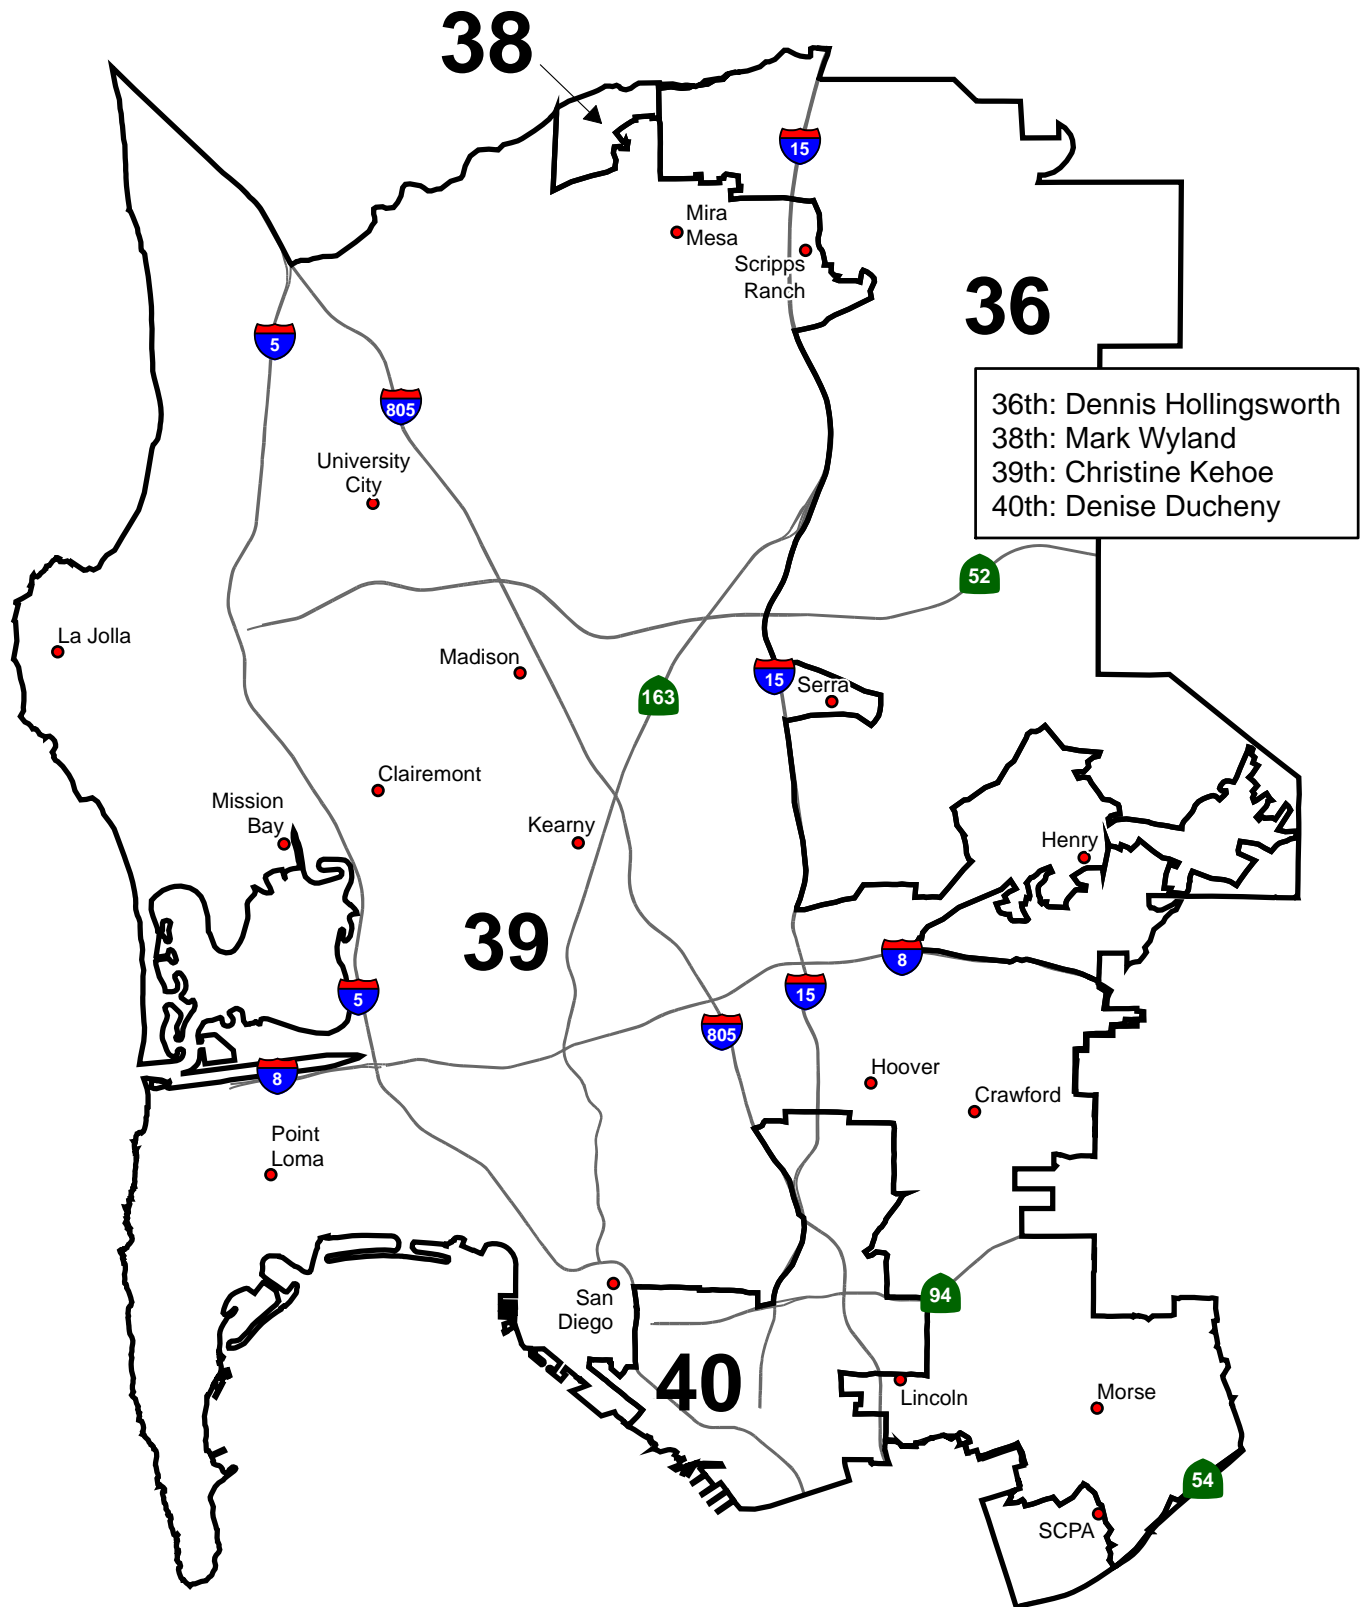 38
15
Mira
Mesa
Scripps
Ranch
36
5
805
36th: Dennis Hollingsworth
38th: Mark Wyland
39th: Christine Kehoe
40th: Denise Ducheny
University
City
52
La Jolla
Madison
163
15
Serra
Clairemont
Mission
Bay
Kearny
Henry
39
8
5
15
805
8
Hoover
Crawford
Point
Loma
San
Diego
94
40
Lincoln
Morse
54
SCPA